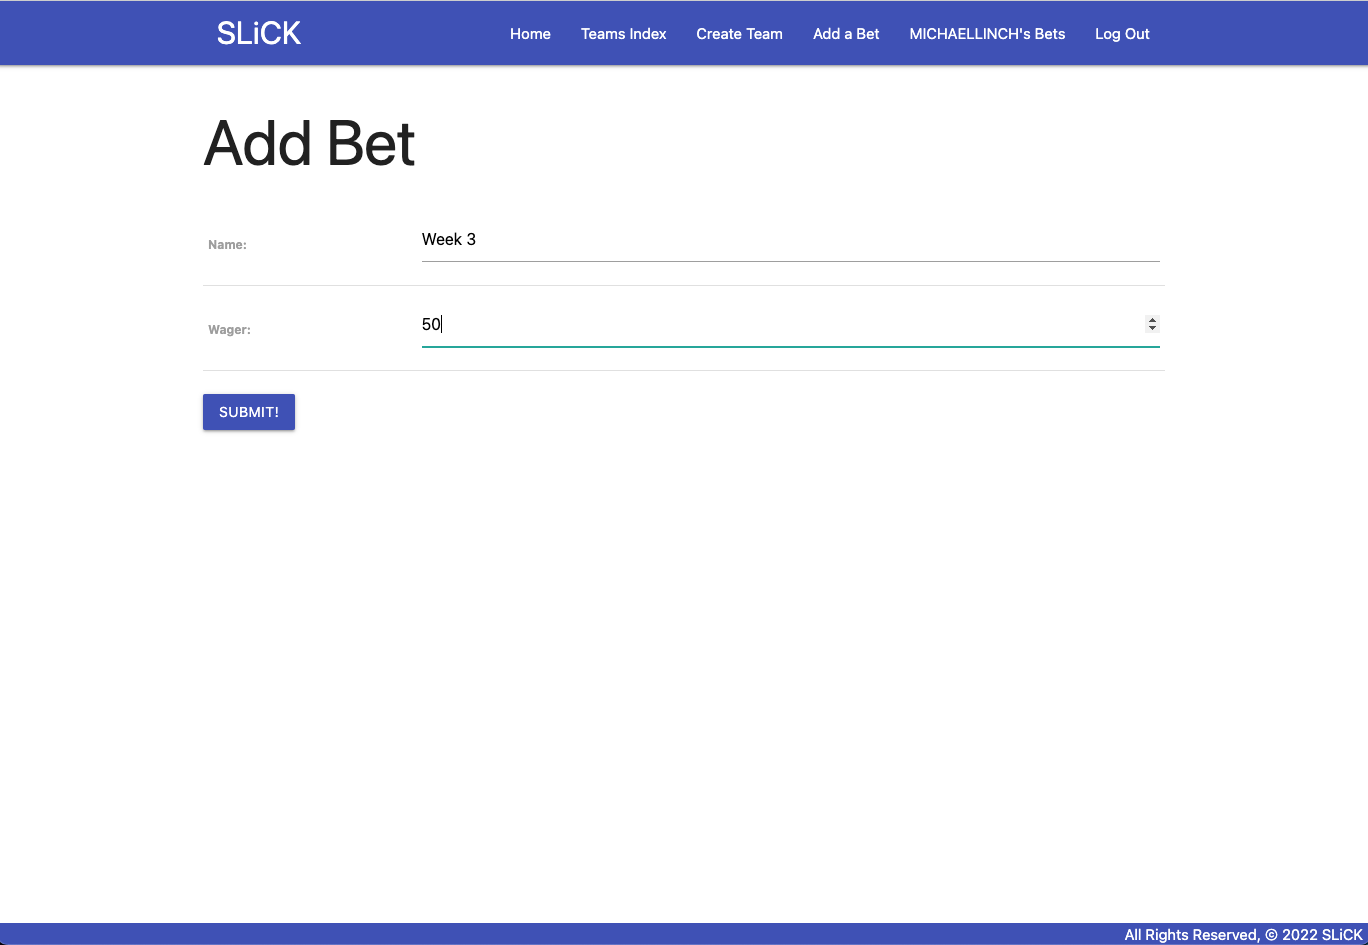 SLiCK Home Teams Index Create Team Add a Bet MICHAELLINCH's Bets Log Out
Add Bet
Name: Week 3
Wager: 50
SUBMIT!
All Rights Reserved, © 2022 SLiCK